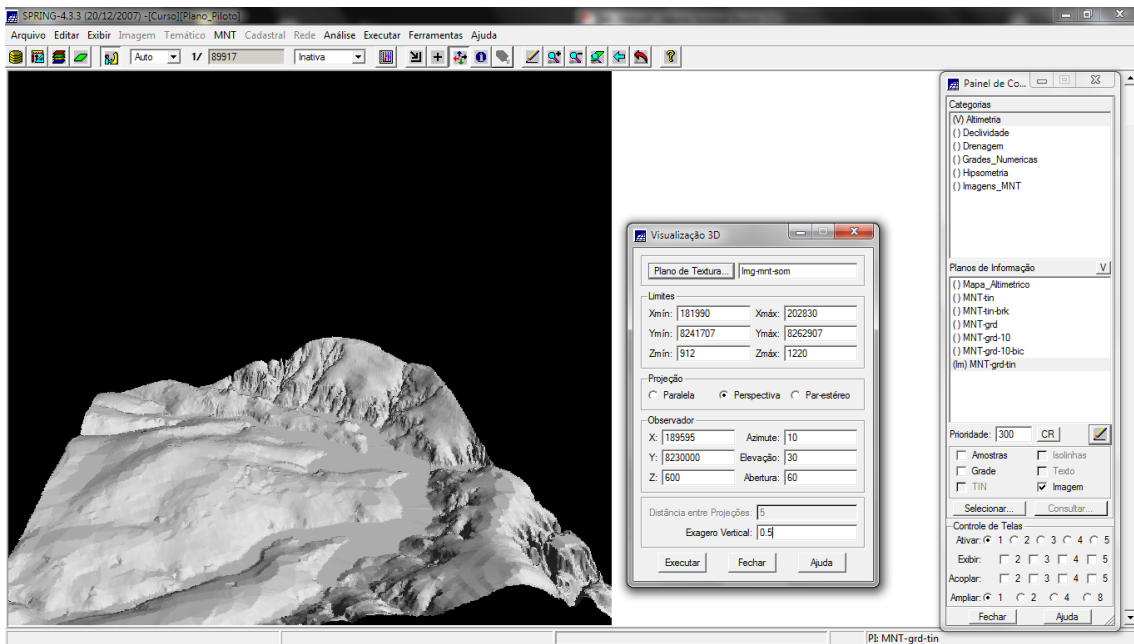 SPRING-4.3.3 (20/12/2007) -[Curso][Plano_Piloto]
Arquivo Editar Exibir Imagem Temático MNT Cadastral Rede Análise Executar Ferramentas Ajuda
Auto 1/ 89917 Inativa
Painel de Co...
Categorias
(V) Altimetria
() Declividade
() Drenagem
() Grades_Numericas
() Hipsometria
() Imagens_MNT
Planos de Informação V
() Mapa_Altimetrico
() MNT-tin
() MNT-tin-brk
() MNT-grd
() MNT-grd-10
() MNT-grd-10-bic
(Im) MNT-grd-tin
Prioridade: 300 CR
Amostras Isolinhas
Grade Texto
TIN Imagem
Selecionar... Consultar...
Controle de Telas
Ativar: 1 2 3 4 5
Exibir: 2 3 4 5
Acoplar: 2 3 4 5
Ampliar: 1 2 4 8
Fechar Ajuda
Visualização 3D
Plano de Textura... Img-mnt-som
Limites
Xmín: 181990 Xmáx: 202830
Ymín: 8241707 Ymáx: 8262907
Zmín: 912 Zmáx: 1220
Projeção
Paralela Perspectiva Par-estéreo
Observador
X: 189595 Azimute: 10
Y: 8230000 Elevação: 30
Z: 600 Abertura: 60
Distância entre Projeções: 5
Exagero Vertical: 0.5
Executar Fechar Ajuda
PI: MNT-grd-tin